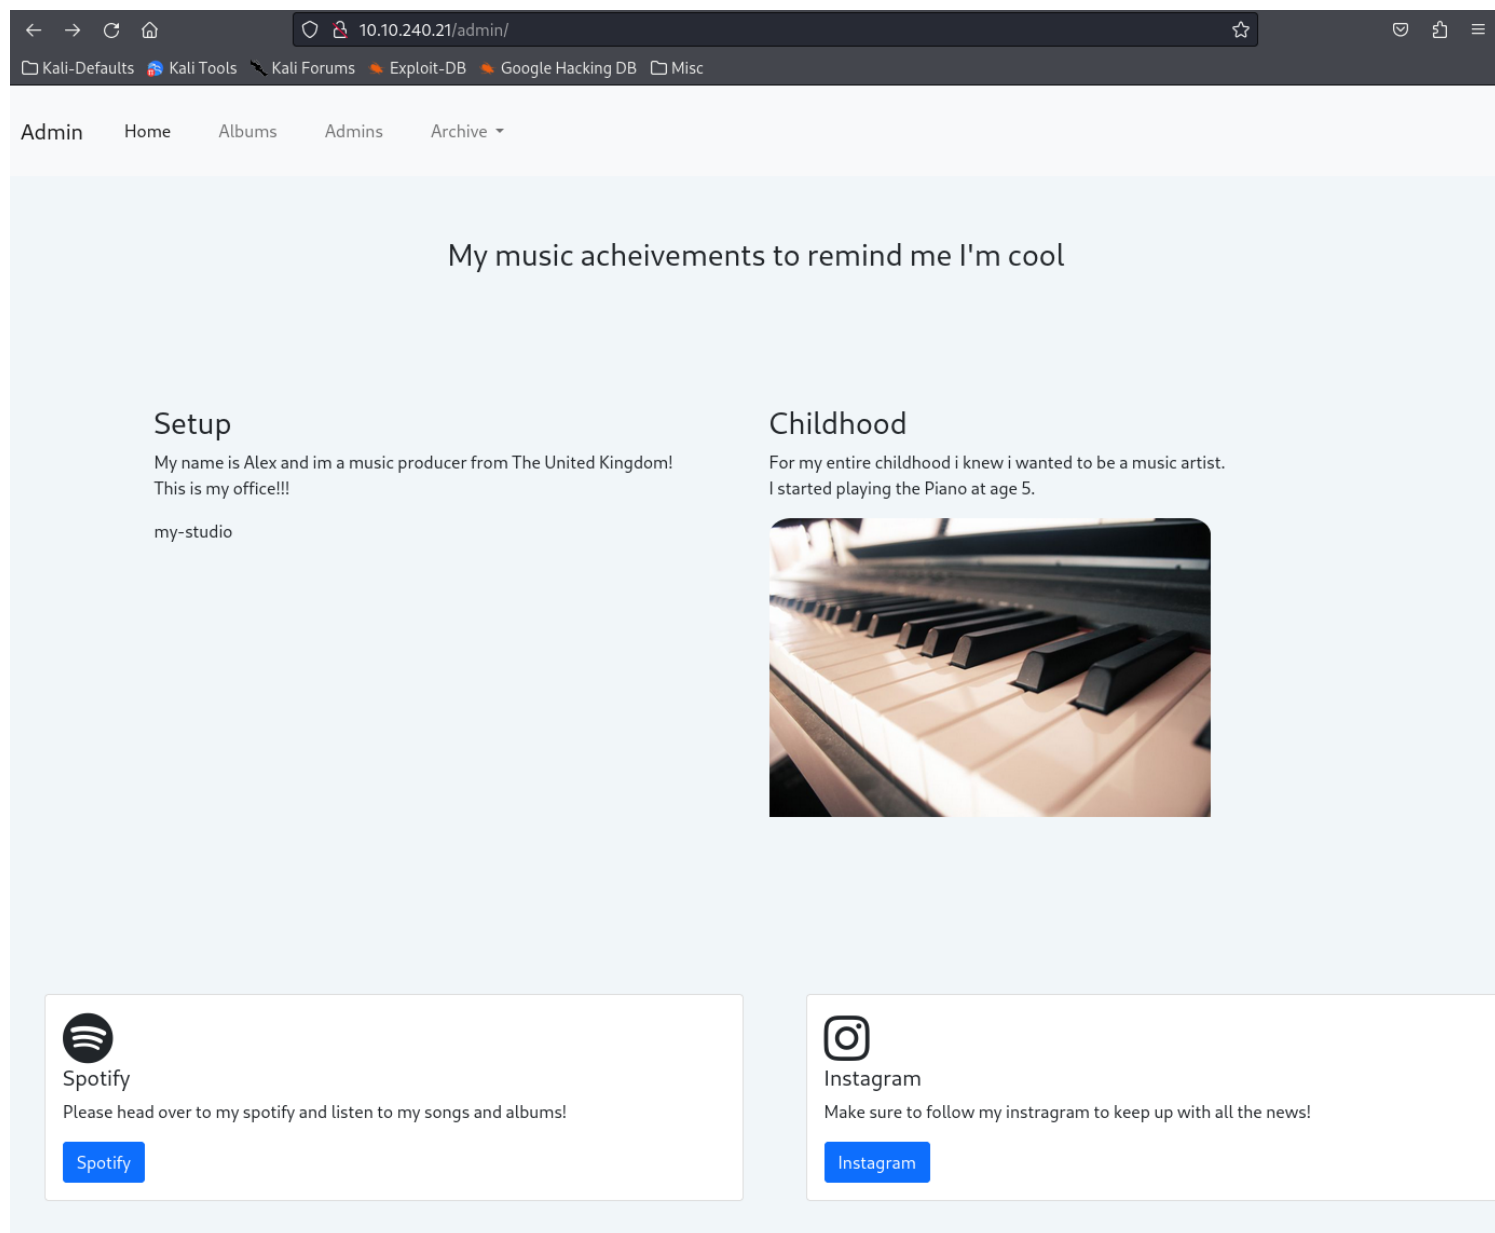 10.10.240.21/admin/
Kali-Defaults Kali Tools Kali Forums Exploit-DB Google Hacking DB Misc
Admin Home Albums Admins Archive
My music acheivements to remind me I'm cool
Setup
My name is Alex and im a music producer from The United Kingdom!
This is my office!!!
my-studio
Childhood
For my entire childhood i knew i wanted to be a music artist.
I started playing the Piano at age 5.
Spotify
Please head over to my spotify and listen to my songs and albums!
Spotify
Instagram
Make sure to follow my instragram to keep up with all the news!
Instagram